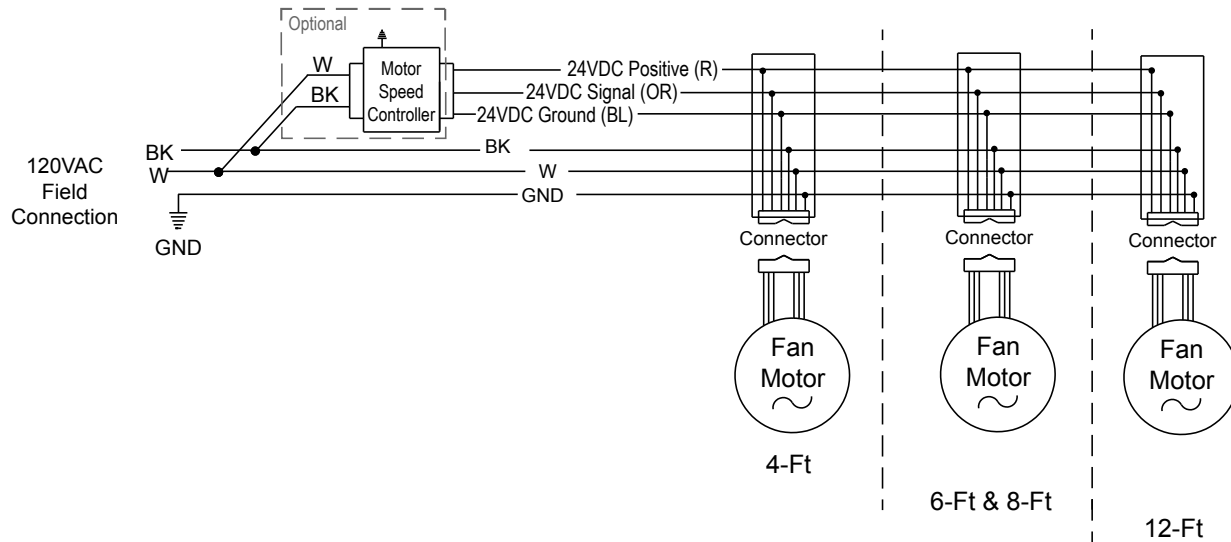 Optional
W
BK
Motor
Speed
Controller
24VDC Positive (R)
24VDC Signal (OR)
24VDC Ground (BL)
120VAC
Field
Connection
BK
W
GND
BK
W
GND
Connector
Connector
Connector
Fan
Motor
Fan
Motor
Fan
Motor
4-Ft
6-Ft & 8-Ft
12-Ft